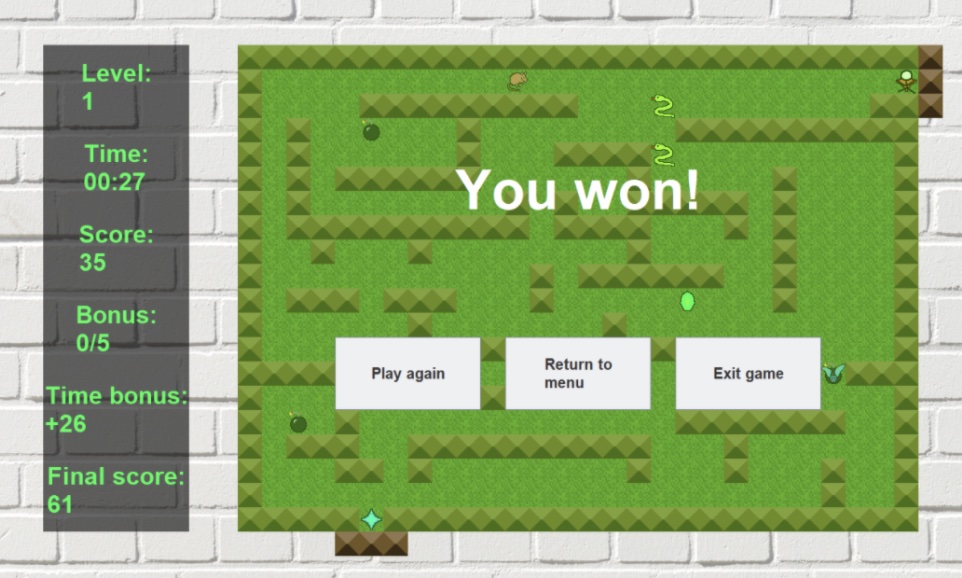 Level:
1
Time:
00:27
Score:
35
Bonus:
0/5
Time bonus:
+26
Final score:
61
You won!
Play again
Return to
menu
Exit game